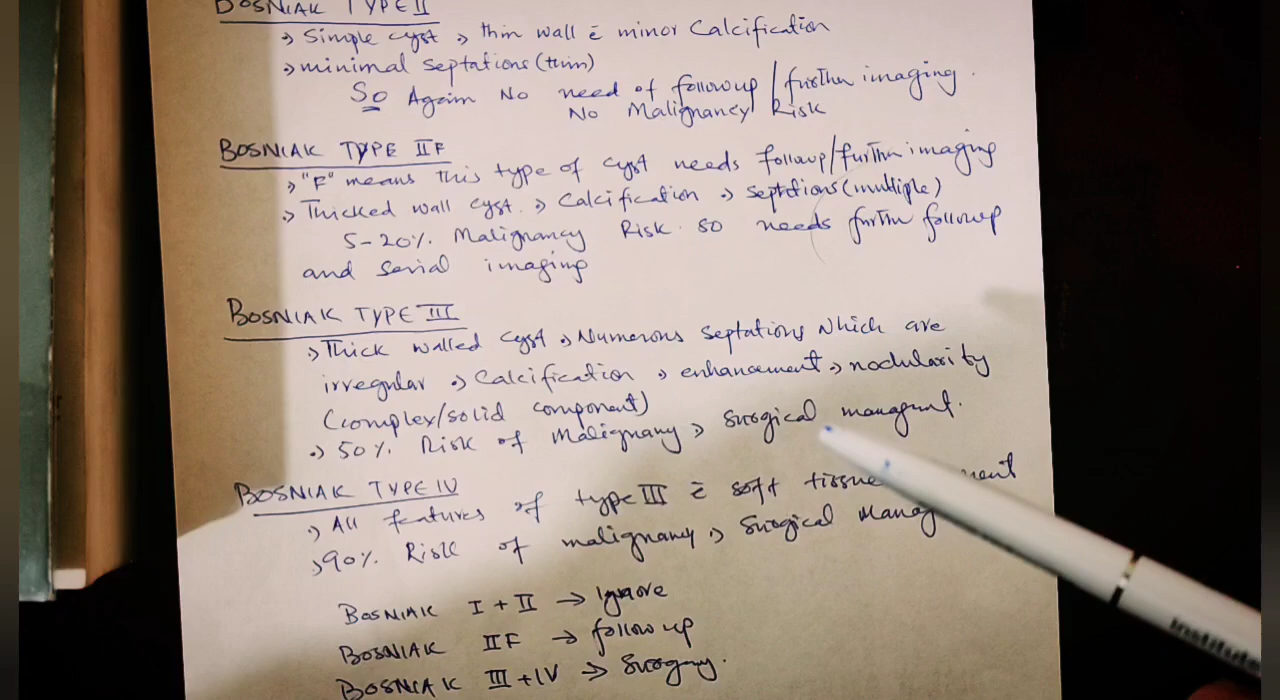 BOSNIAK TYPE II
→ Simple cyst → thin wall c̄ minor Calcification
→ minimal septations (thin)
So Again No need of followup / further imaging.
No Malignancy Risk
BOSNIAK TYPE IIF
→ "F" means this type of cyst needs followup/further imaging
→ Thicked wall cyst. → Calcification → septations (multiple)
5-20% Malignancy Risk so needs further followup
and serial imaging
BOSNIAK TYPE III
→ Thick walled cyst → Numerous septations which are
irregular → Calcification → enhancement → nodularity
(complex/solid component)
→ 50% Risk of Malignany → Surgical managmnt.
BOSNIAK TYPE IV
→ All features of type III c̄ soft tissue
→ 90% Risk of malignancy → Surgical Manag
BOSNIAK I + II → Ignore
BOSNIAK IIF → followup
BOSNIAK III + IV → Surgery.
Institute